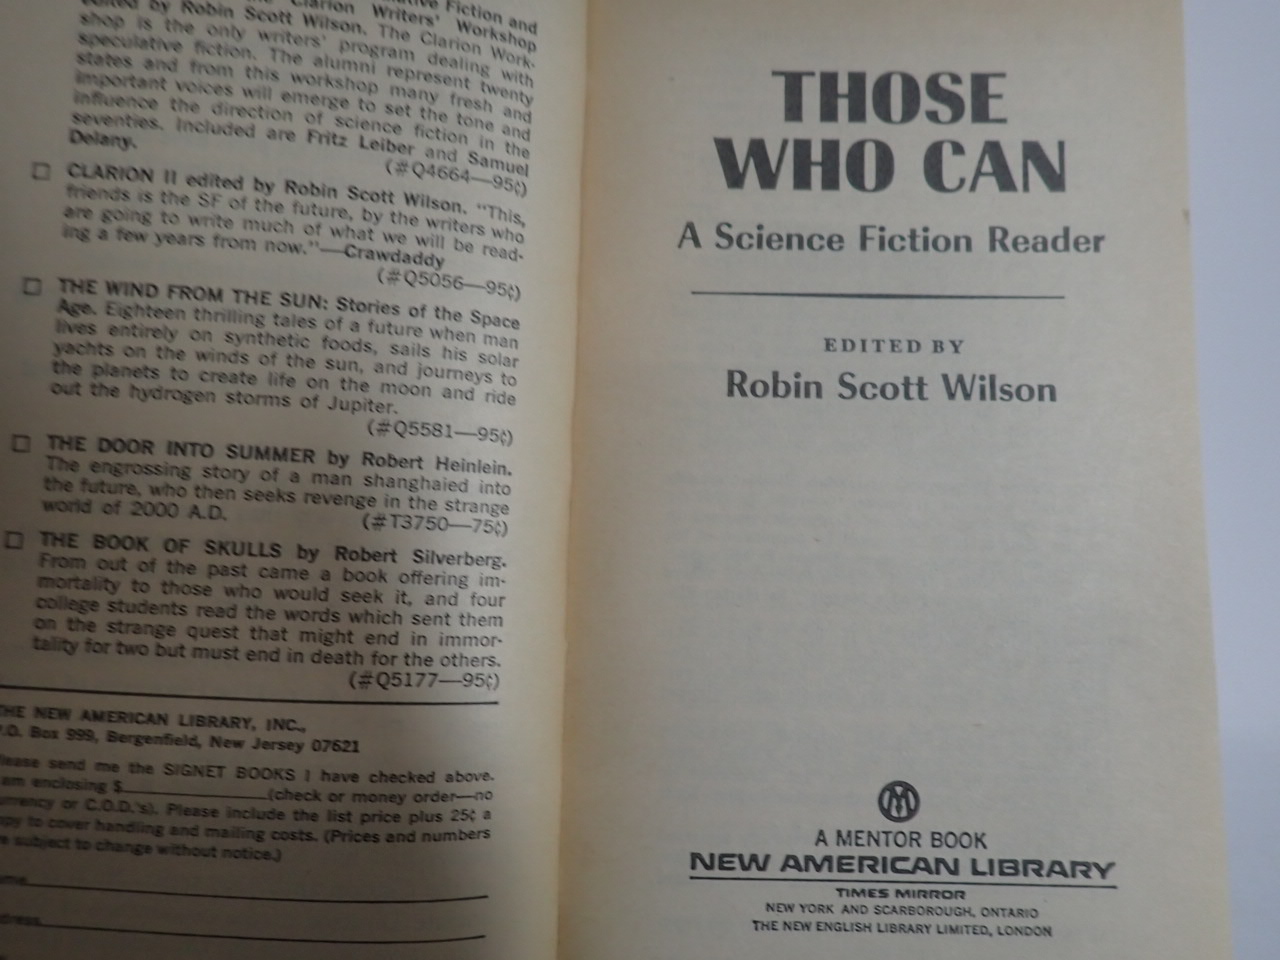 Fiction and
Clarion Writers' Workshop
edited by Robin Scott Wilson. The Clarion Work-
shop is the only writers' program dealing with
speculative fiction. The alumni represent twenty
states and from this workshop many fresh and
important voices will emerge to set the tone and
influence the direction of science fiction in the
seventies. Included are Fritz Leiber and Samuel
Delany.
(#Q4664—95¢)
☐ CLARION II edited by Robin Scott Wilson. "This,
friends is the SF of the future, by the writers who
are going to write much of what we will be read-
ing a few years from now."—Crawdaddy
(#Q5056—95¢)
☐ THE WIND FROM THE SUN: Stories of the Space
Age. Eighteen thrilling tales of a future when man
lives entirely on synthetic foods, sails his solar
yachts on the winds of the sun, and journeys to
the planets to create life on the moon and ride
out the hydrogen storms of Jupiter.
(#Q5581—95¢)
☐ THE DOOR INTO SUMMER by Robert Heinlein.
The engrossing story of a man shanghaied into
the future, who then seeks revenge in the strange
world of 2000 A.D. (#T3750—75¢)
☐ THE BOOK OF SKULLS by Robert Silverberg.
From out of the past came a book offering im-
mortality to those who would seek it, and four
college students read the words which sent them
on the strange quest that might end in immor-
tality for two but must end in death for the others.
(#Q5177—95¢)
THE NEW AMERICAN LIBRARY, INC.,
P.O. Box 999, Bergenfield, New Jersey 07621
Please send me the SIGNET BOOKS I have checked above.
am enclosing $ (check or money order—no
currency or C.O.D.'s). Please include the list price plus 25¢ a
copy to cover handling and mailing costs. (Prices and numbers
subject to change without notice.)
THOSE
WHO CAN
A Science Fiction Reader
EDITED BY
Robin Scott Wilson
M
A MENTOR BOOK
NEW AMERICAN LIBRARY
TIMES MIRROR
NEW YORK AND SCARBOROUGH, ONTARIO
THE NEW ENGLISH LIBRARY LIMITED, LONDON